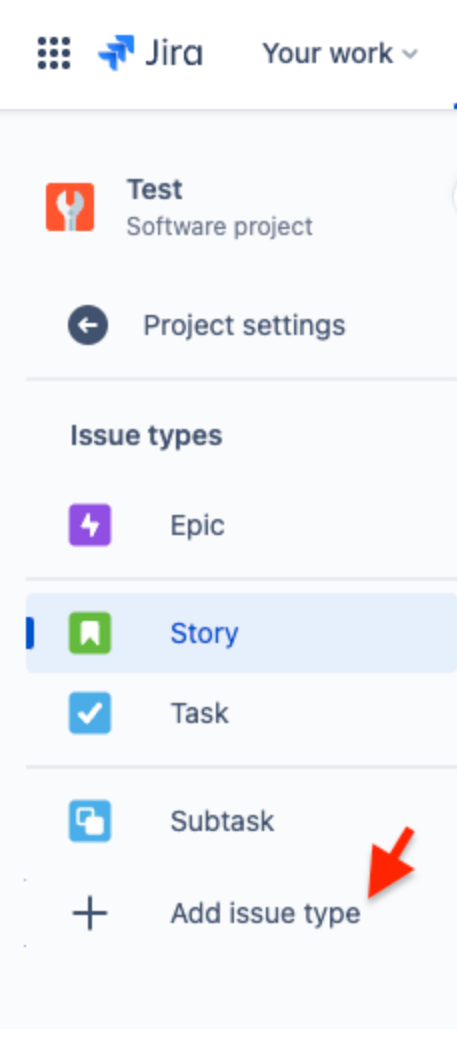 Jira Your work
Test
Software project
Project settings
Issue types
Epic
Story
Task
Subtask
Add issue type